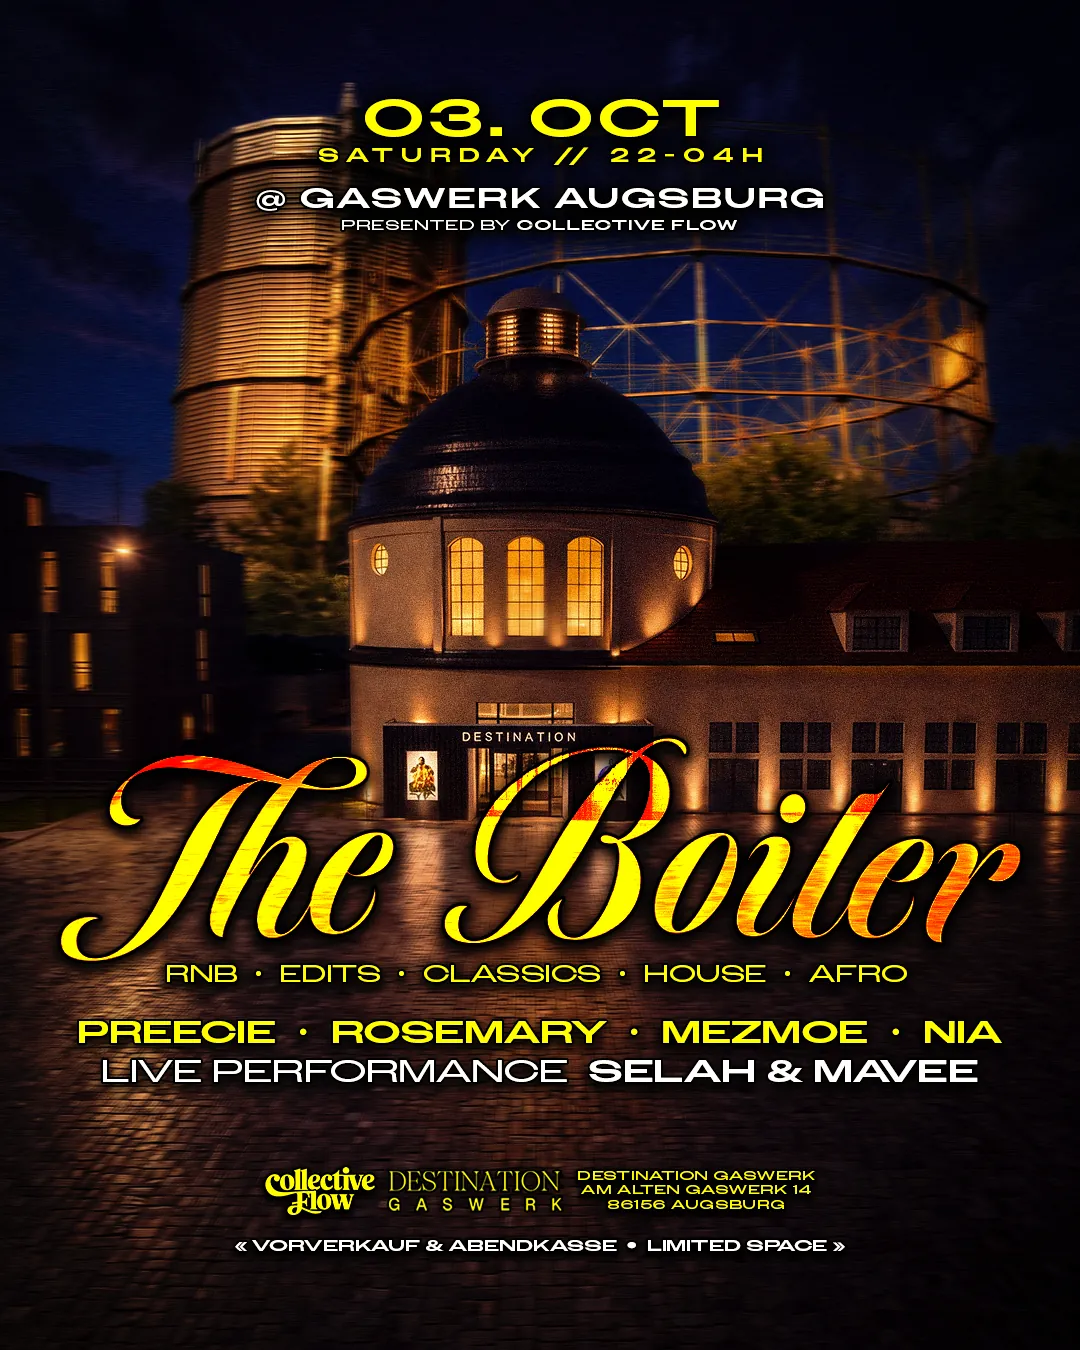 03. OCT
SATURDAY // 22-04H
@ GASWERK AUGSBURG
PRESENTED BY COLLECTIVE FLOW
DESTINATION
The Boiler
RNB · EDITS · CLASSICS · HOUSE · AFRO
PREECIE · ROSEMARY · MEZMOE · NIA
LIVE PERFORMANCE SELAH & MAVEE
collective
Flow
DESTINATION
GASWERK
DESTINATION GASWERK
AM ALTEN GASWERK 14
86156 AUGSBURG
« VORVERKAUF & ABENDKASSE • LIMITED SPACE »